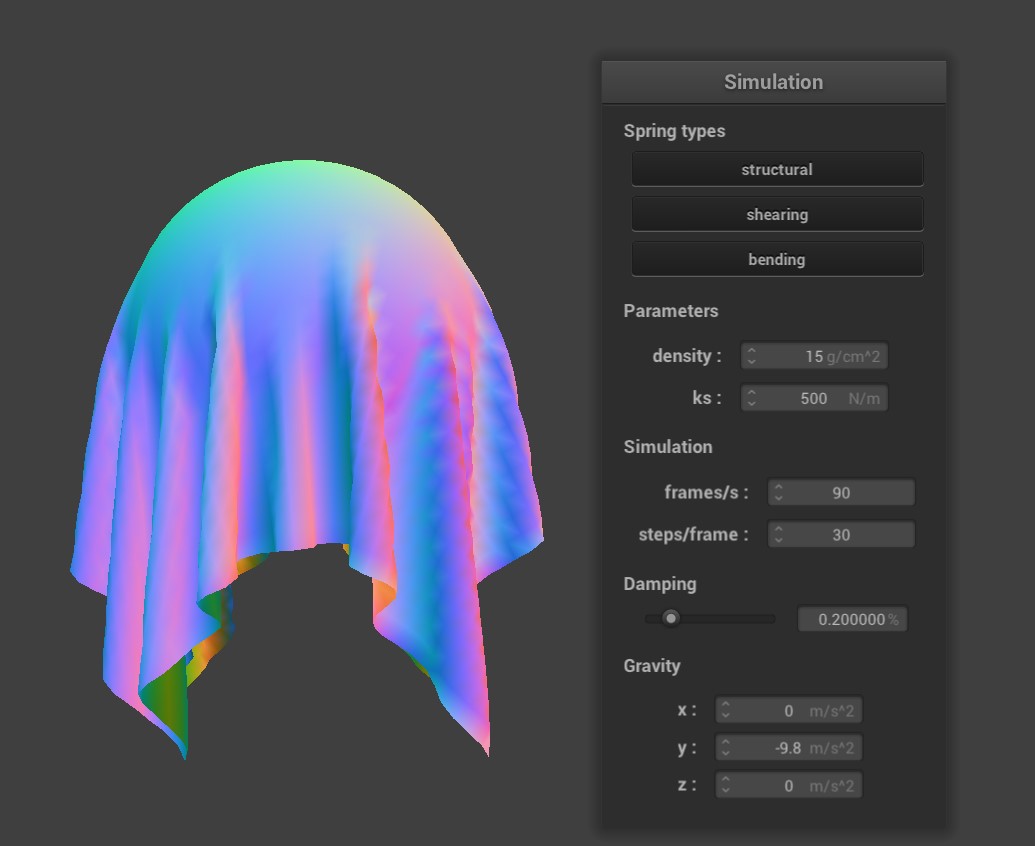 Simulation
Spring types
structural
shearing
bending
Parameters
density : 15 g/cm^2
ks : 500 N/m
Simulation
frames/s : 90
steps/frame : 30
Damping
0.200000 %
Gravity
x : 0 m/s^2
y : -9.8 m/s^2
z : 0 m/s^2